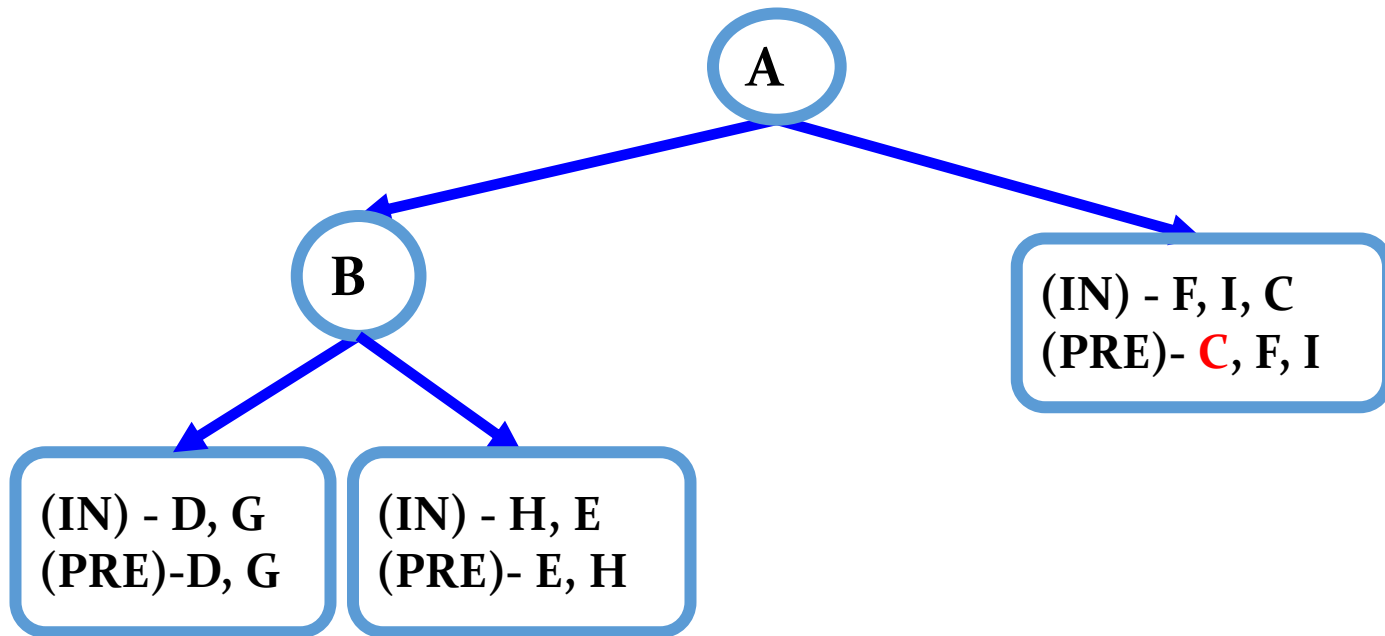 A
B
(IN) - F, I, C
(PRE)- C, F, I
(IN) - D, G
(PRE)-D, G
(IN) - H, E
(PRE)- E, H